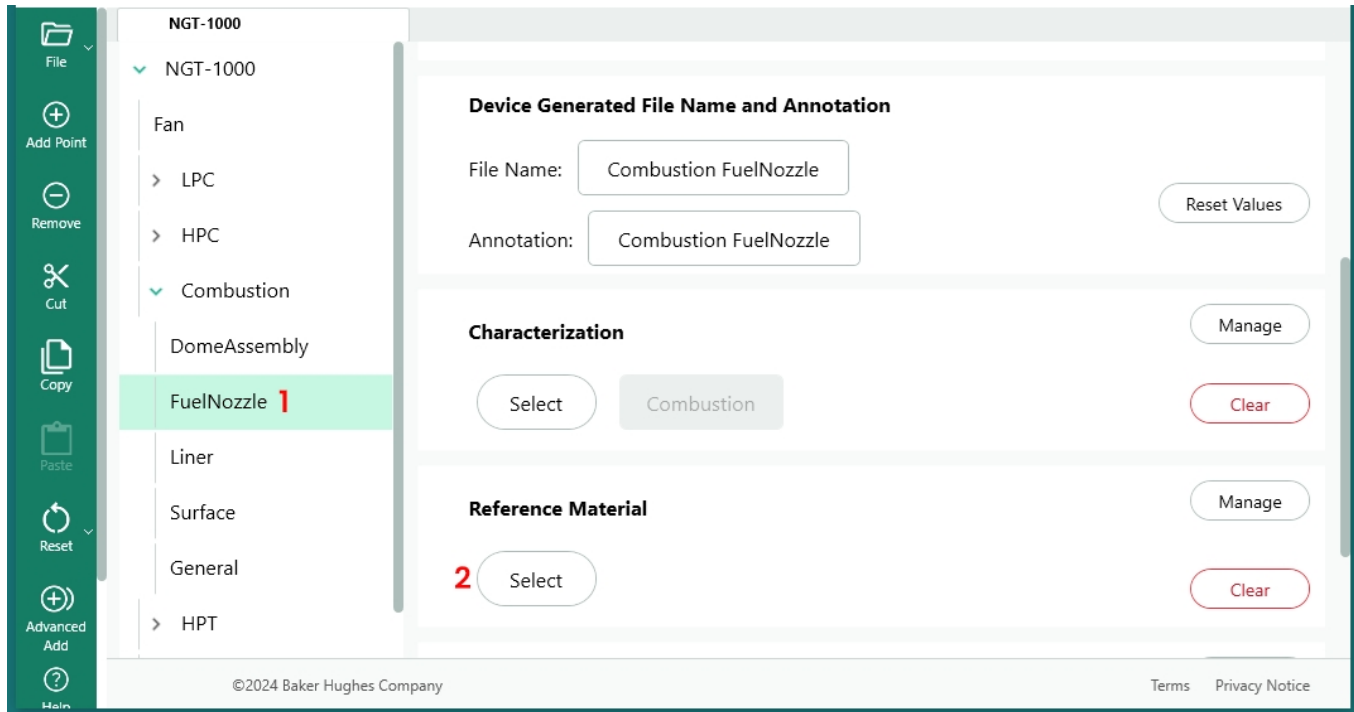 File
Add Point
Remove
Cut
Copy
Paste
Reset
Advanced
Add
Help
NGT-1000
NGT-1000
Fan
LPC
HPC
Combustion
DomeAssembly
FuelNozzle 1
Liner
Surface
General
HPT
Device Generated File Name and Annotation
File Name: Combustion FuelNozzle
Reset Values
Annotation: Combustion FuelNozzle
Characterization
Manage
Select Combustion Clear
Reference Material
Manage
2 Select
Clear
©2024 Baker Hughes Company Terms Privacy Notice